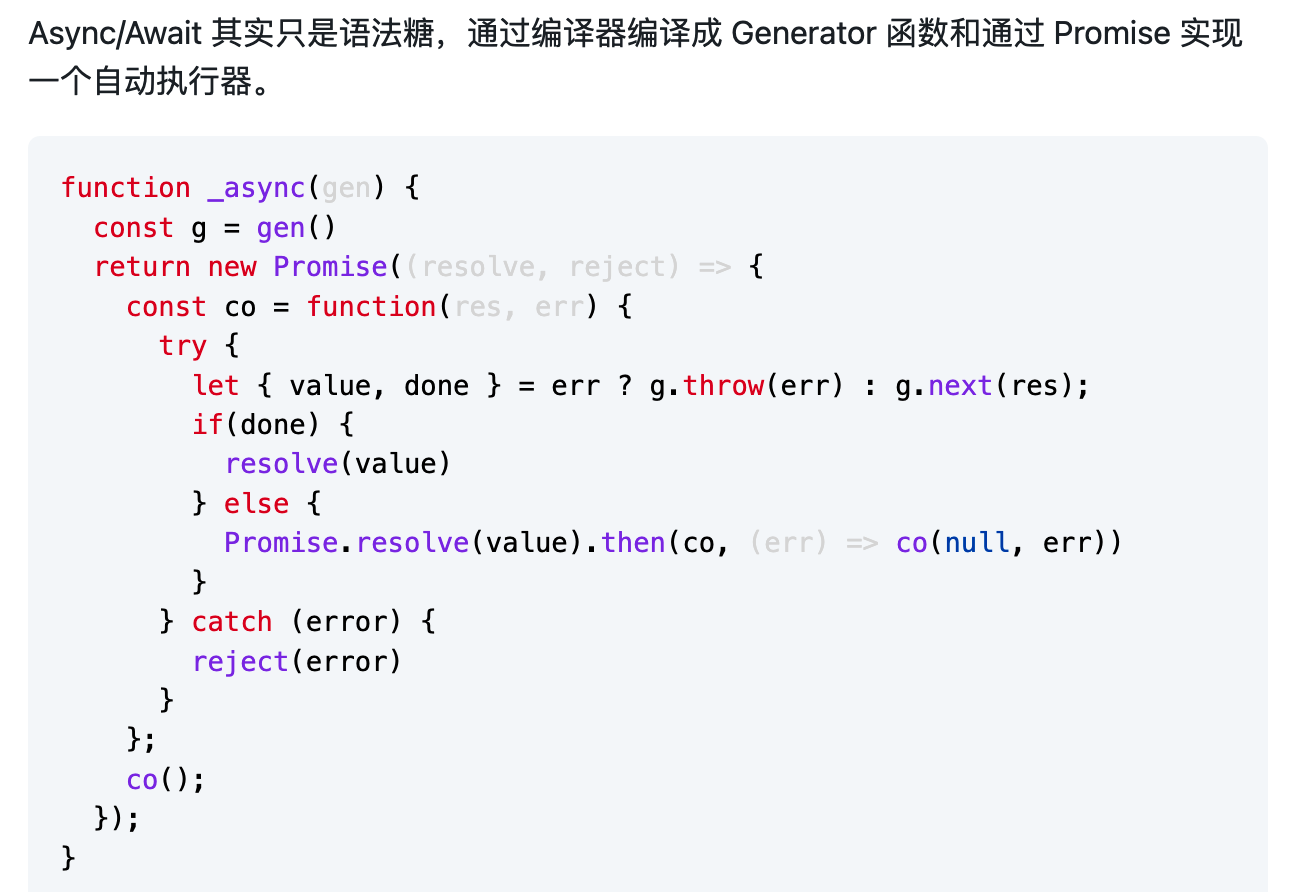 Async/Await 其实只是语法糖，通过编译器编译成 Generator 函数和通过 Promise 实现
一个自动执行器。
function _async(gen) {
  const g = gen()
  return new Promise((resolve, reject) => {
    const co = function(res, err) {
      try {
        let { value, done } = err ? g.throw(err) : g.next(res);
        if(done) {
          resolve(value)
        } else {
          Promise.resolve(value).then(co, (err) => co(null, err))
        }
      } catch (error) {
        reject(error)
      }
    };
    co();
  });
}